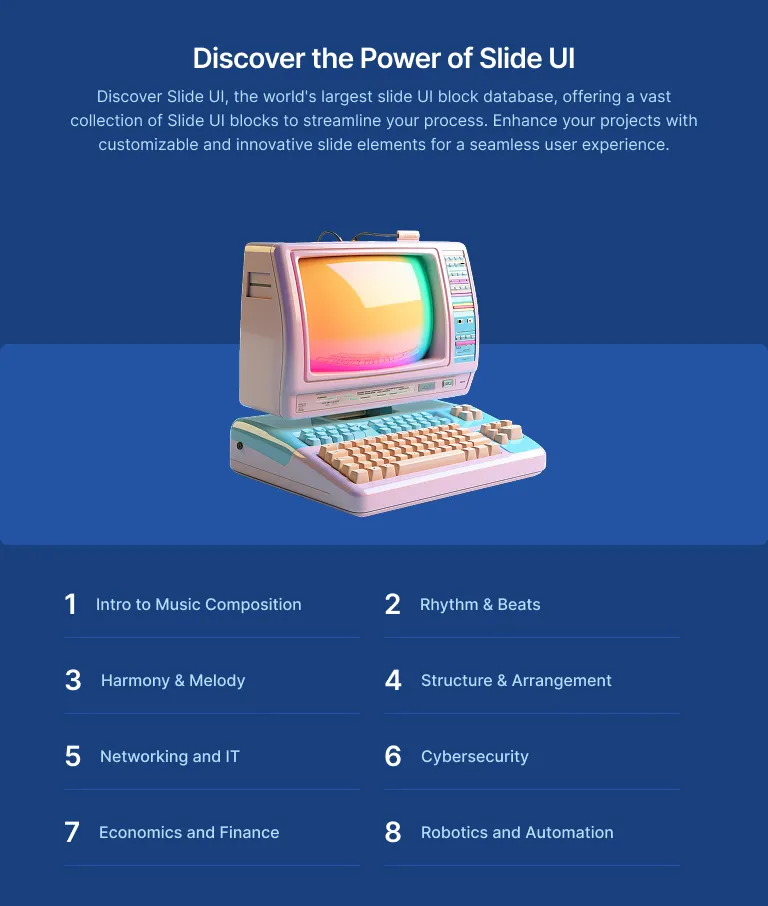 Discover the Power of Slide UI
Discover Slide UI, the world's largest slide UI block database, offering a vast
collection of Slide UI blocks to streamline your process. Enhance your projects with
customizable and innovative slide elements for a seamless user experience.
1 Intro to Music Composition
2 Rhythm & Beats
3 Harmony & Melody
4 Structure & Arrangement
5 Networking and IT
6 Cybersecurity
7 Economics and Finance
8 Robotics and Automation